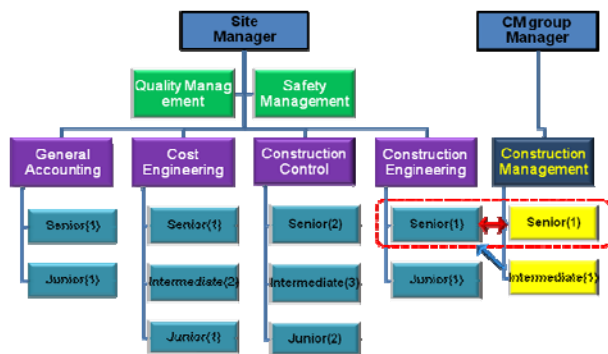 Site
Manager
CM group
Manager
Quality Manag
ement
Safety
Management
General
Accounting
Cost
Engineering
Construction
Control
Construction
Engineering
Construction
Management
Senior(1)
Senior(1)
Senior(2)
Senior(1)
Senior(1)
Junior(1)
Intermediate(2)
Intermediate(3)
Junior(1)
Intermediate(1)
Junior(1)
Junior(2)